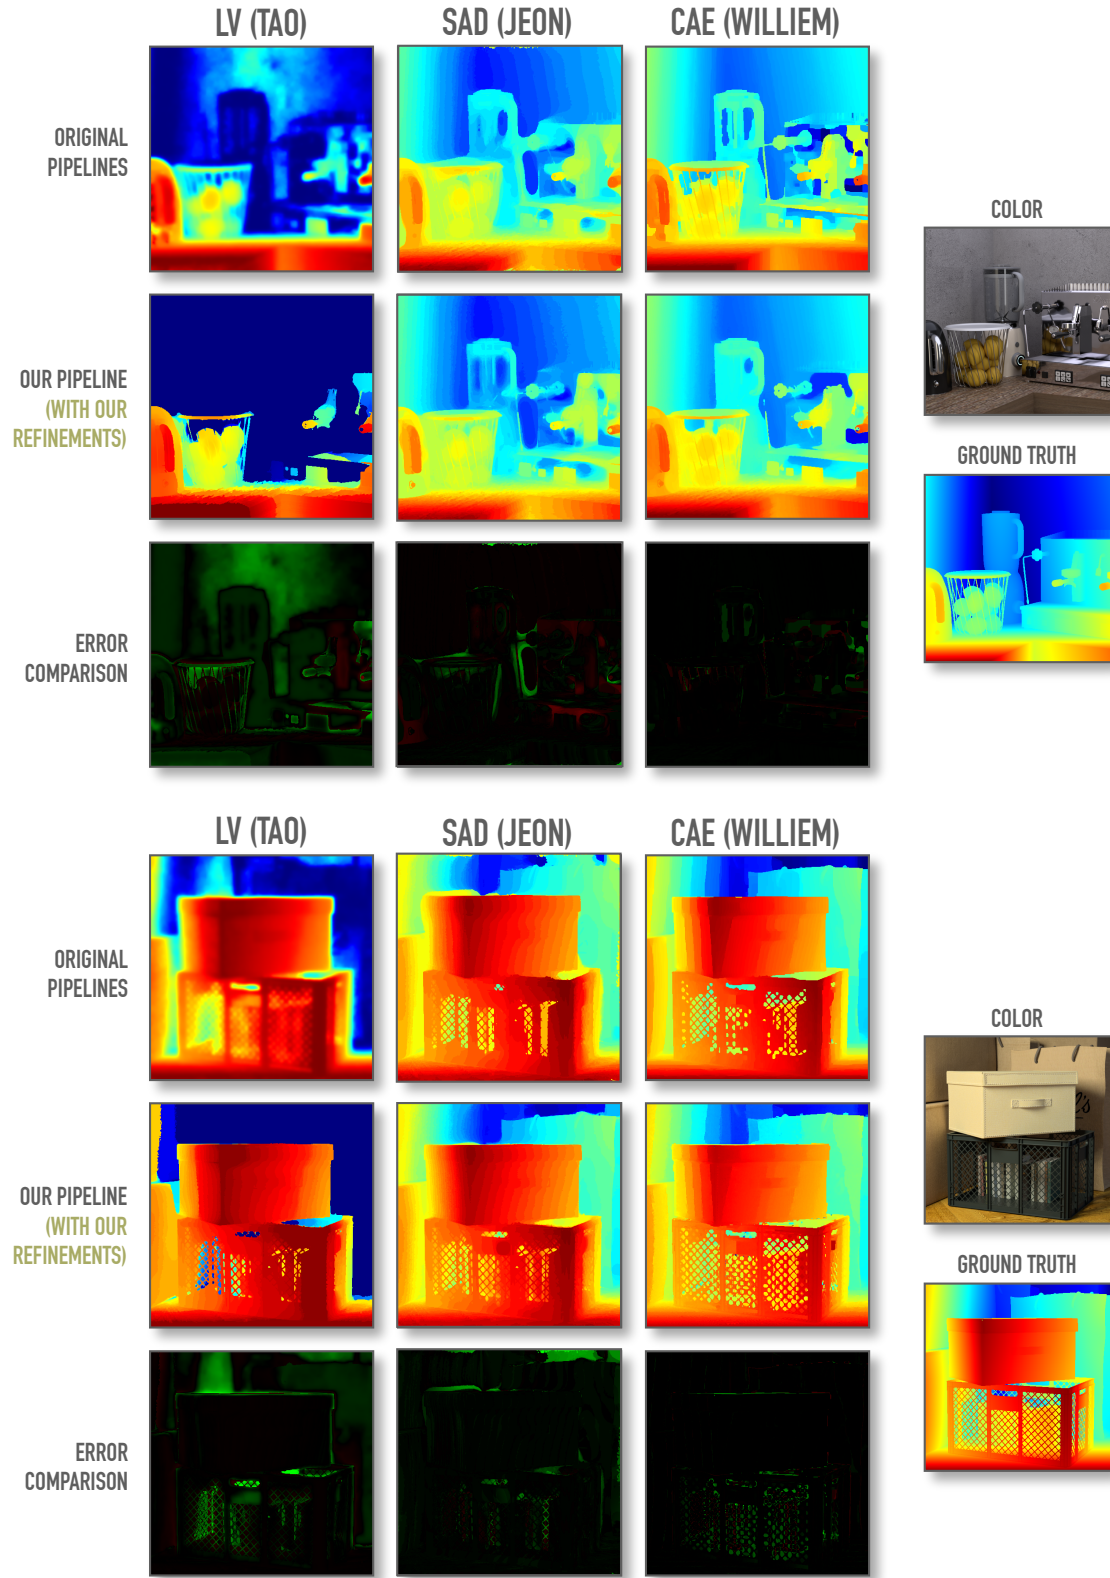 LV (TAO)
SAD (JEON)
CAE (WILLIEM)
ORIGINAL
PIPELINES
COLOR
OUR PIPELINE
(WITH OUR
REFINEMENTS)
GROUND TRUTH
ERROR
COMPARISON
LV (TAO)
SAD (JEON)
CAE (WILLIEM)
ORIGINAL
PIPELINES
COLOR
OUR PIPELINE
(WITH OUR
REFINEMENTS)
GROUND TRUTH
ERROR
COMPARISON